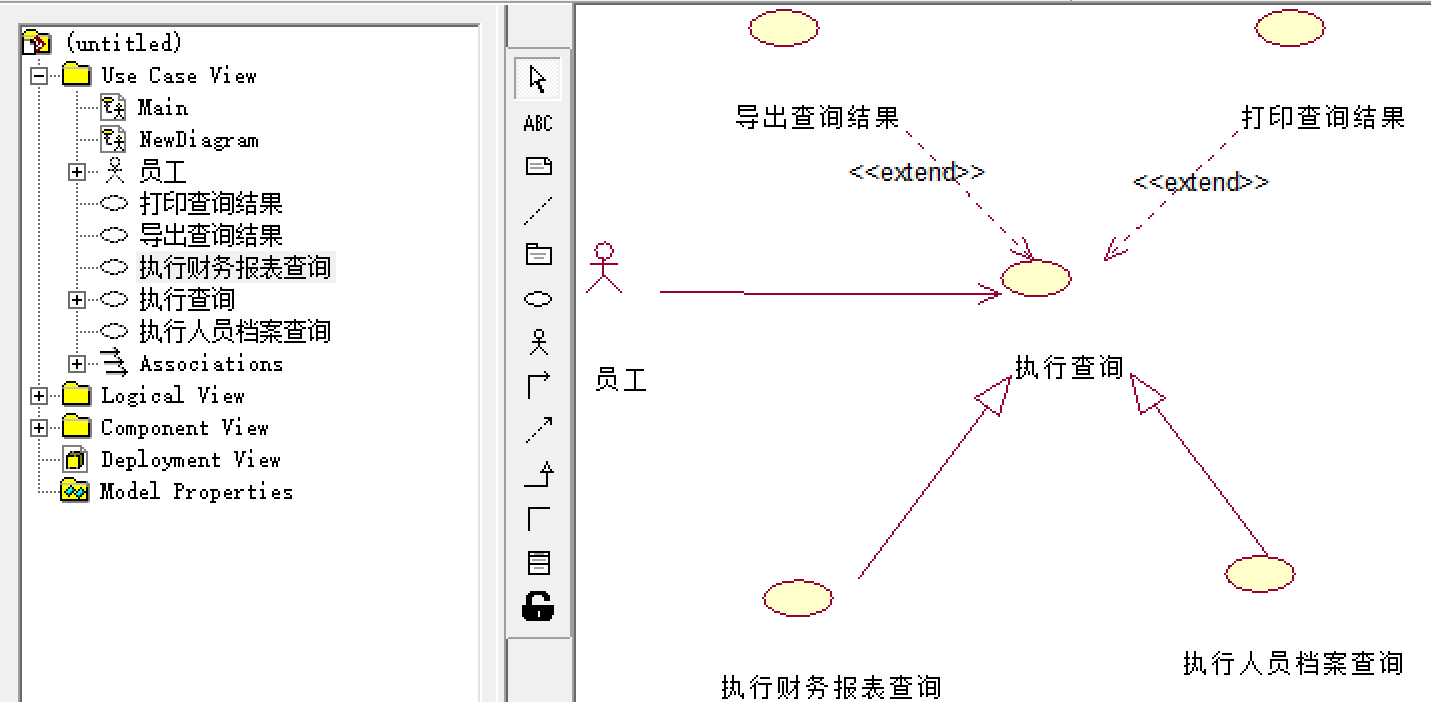 (untitled)
Use Case View
Main
NewDiagram
员工
打印查询结果
导出查询结果
执行财务报表查询
执行查询
执行人员档案查询
Associations
Logical View
Component View
Deployment View
Model Properties
ABC
导出查询结果
打印查询结果
<<extend>>
<<extend>>
员工
执行查询
执行财务报表查询
执行人员档案查询